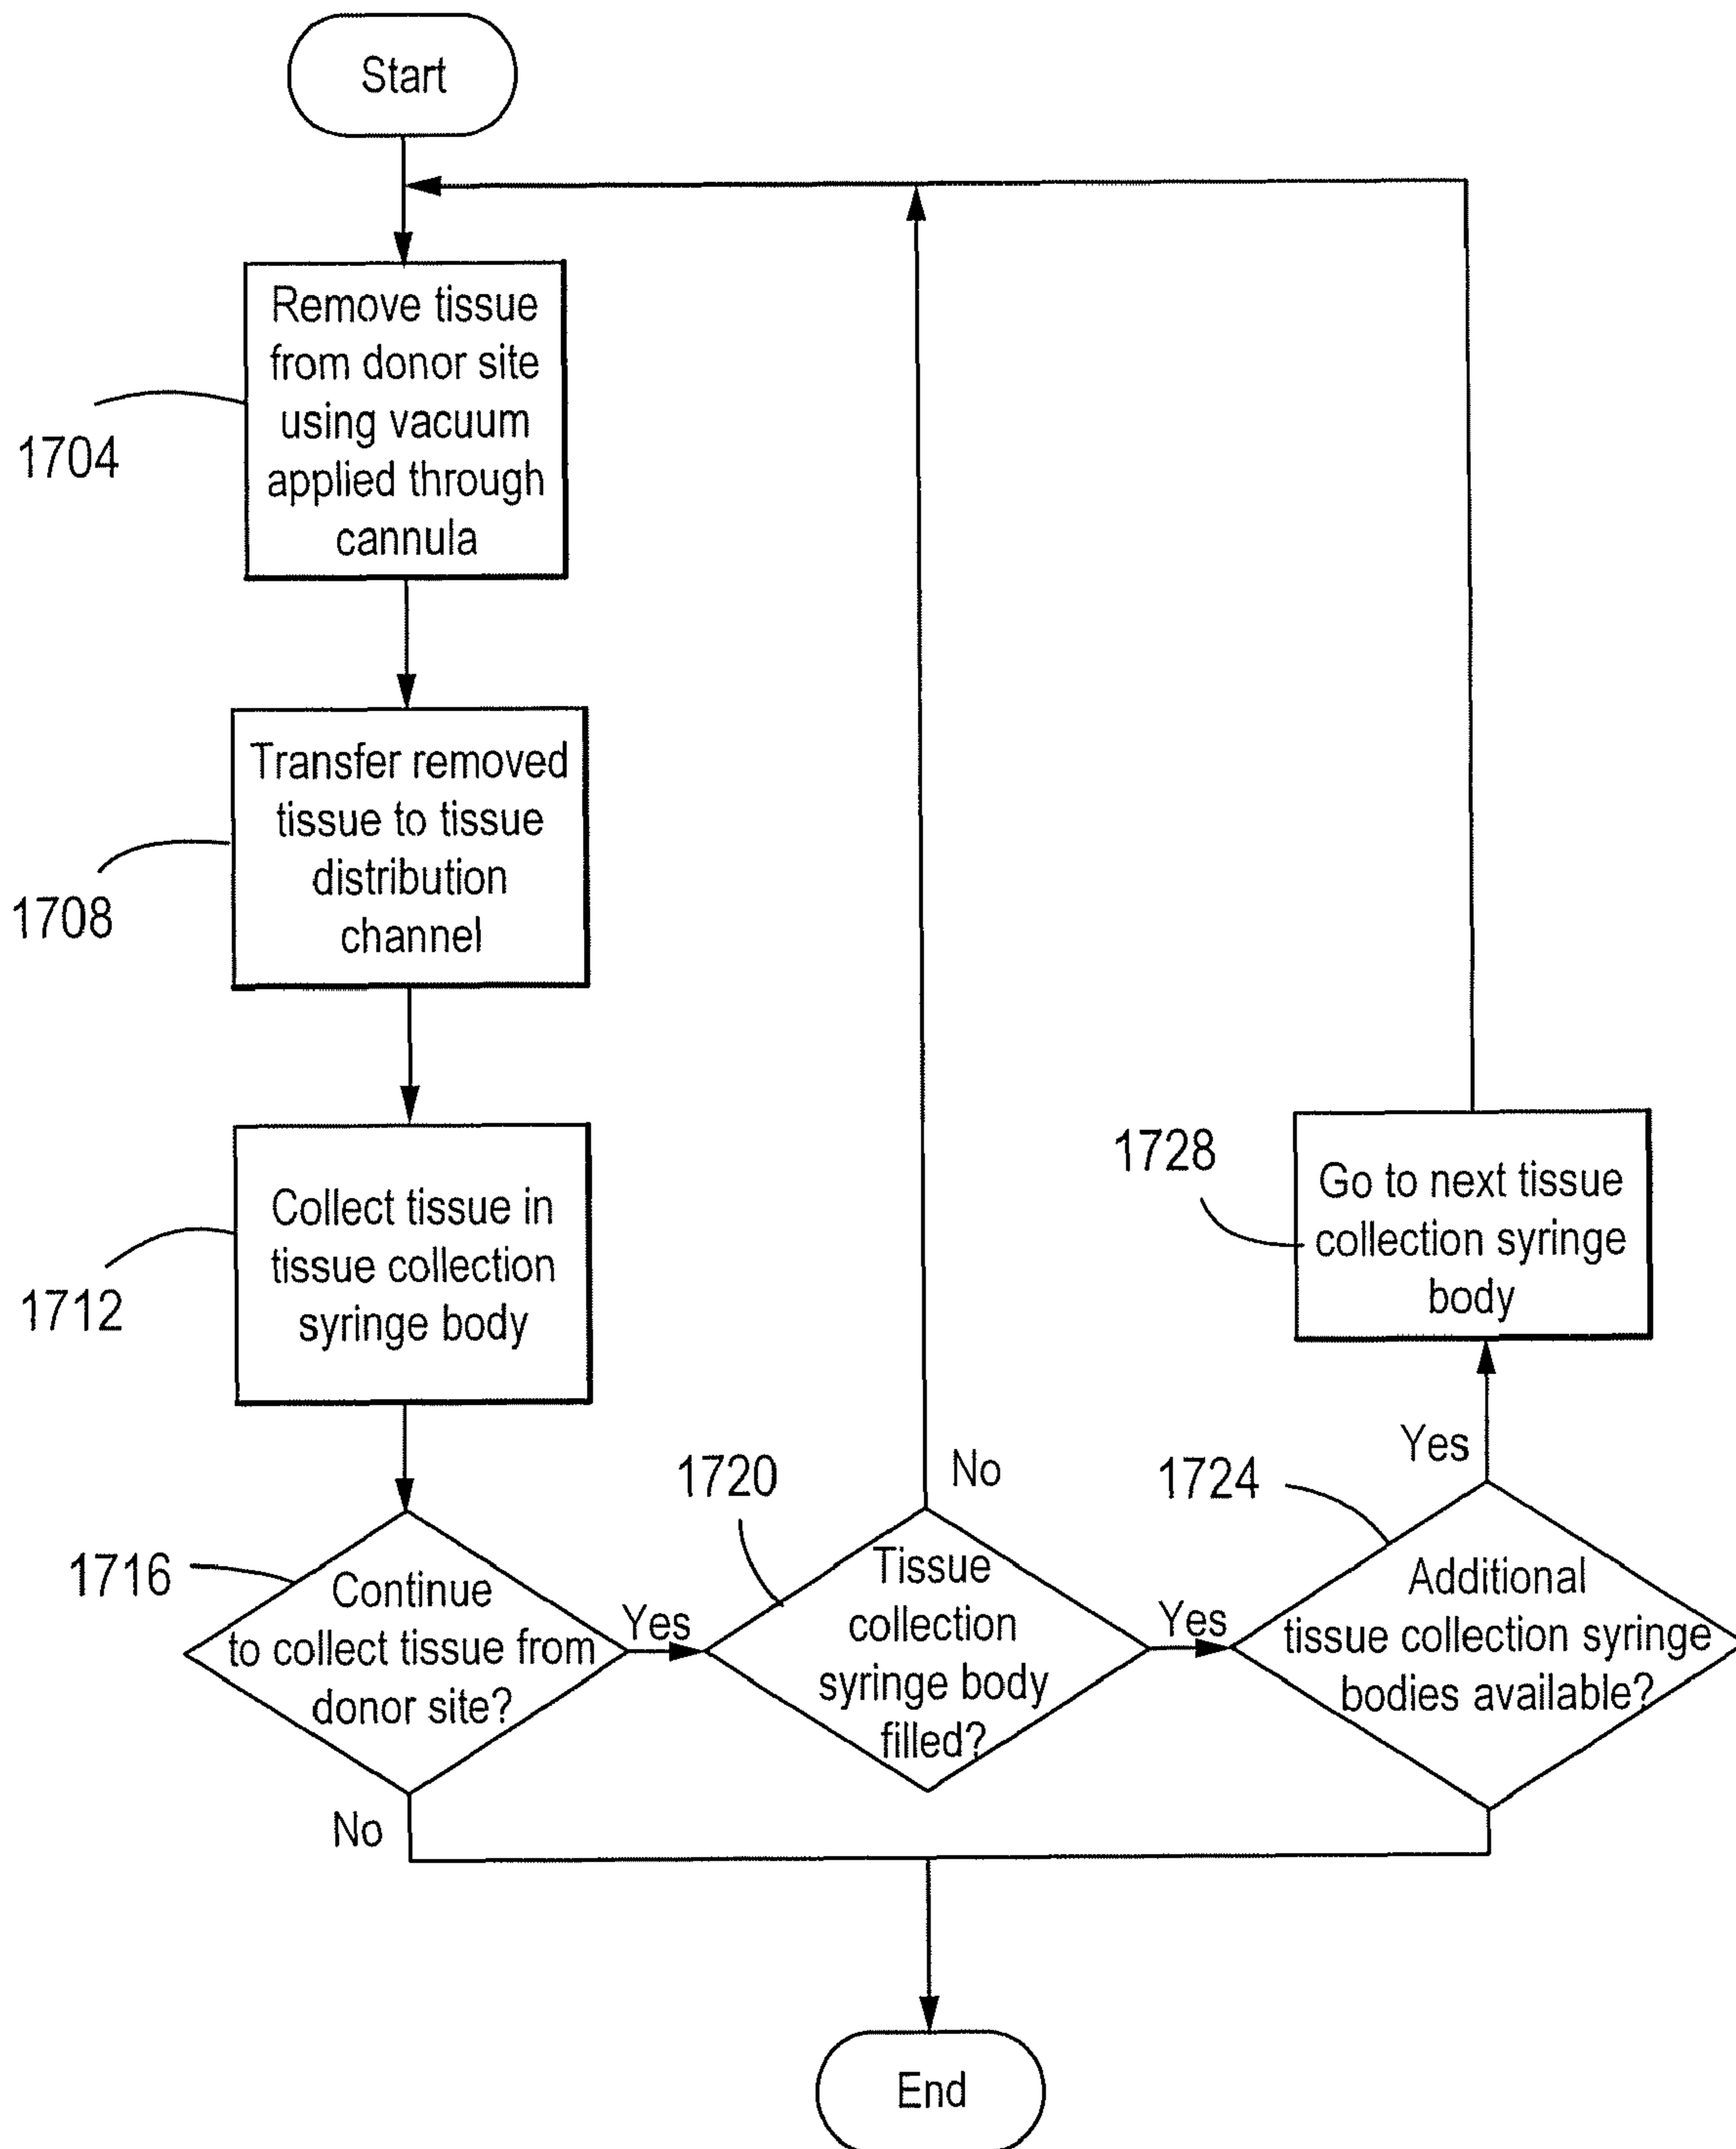 Start
Remove tissue
from donor site
using vacuum
applied through
cannula
1704
Transfer removed
tissue to tissue
distribution
channel
1708
Collect tissue in
tissue collection
syringe body
1712
1728
Go to next tissue
collection syringe
body
1716
Continue
to collect tissue from
donor site?
Yes
No
1720
No
Tissue
collection
syringe body
filled?
Yes
1724
Yes
Additional
tissue collection syringe
bodies available?
End